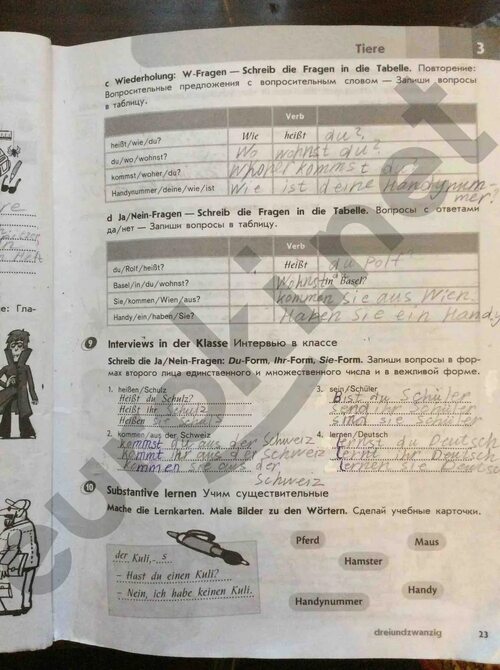 Tiere 3
c Wiederholung: W-Fragen — Schreib die Fragen in die Tabelle. Повторение:
Вопросительные предложения с вопросительным словом — Запиши вопросы
в таблицу.
Verb
heißt/wie/du? Wie heißt du?
du/wo/wohnst? Wo wohnst du?
kommst/woher/du? Whoher kommst du?
Handynummer/deine/wie/ist Wie ist deine Handynum-
mer?
d Ja/Nein-Fragen — Schreib die Fragen in die Tabelle. Вопросы с ответами
да/нет — Запиши вопросы в таблицу.
Verb
du/Rolf/heißt? Heißt du Rolf?
Basel/in/du/wohnst? Wohnst in Basel?
Sie/kommen/Wien/aus? kommen Sie aus Wien
Handy/ein/haben/Sie? Haben Sie ein Handy
9 Interviews in der Klasse Интервью в классе
Schreib die Ja/Nein-Fragen: Du-Form, Ihr-Form, Sie-Form. Запиши вопросы в фор-
мах второго лица единственного и множественного числа и в вежливой форме.
1. heißen/Schulz
Heißt du Schulz?
Heißt ihr Schulz
Heißen
2. kommen/aus der Schweiz
kommst du aus der Schweiz
kommt ihr aus der Schweiz
kommen sie aus der
Schweiz
3. sein/Schüler
Bist du Schüler
seid ihr Schüler
sind sie Schüler
4. lernen/Deutsch
lernst du Deutsch
lernt ihr Deutsch
lernen sie Deutsc
10 Substantive lernen Учим существительные
Mache die Lernkarten. Male Bilder zu den Wörtern. Сделай учебные карточки.
der Kuli, -s
– Hast du einen Kuli?
– Nein, ich habe keinen Kuli.
Pferd
Maus
Hamster
Handy
Handynummer
dreiundzwanzig 23
е: Гла-
euroki.net